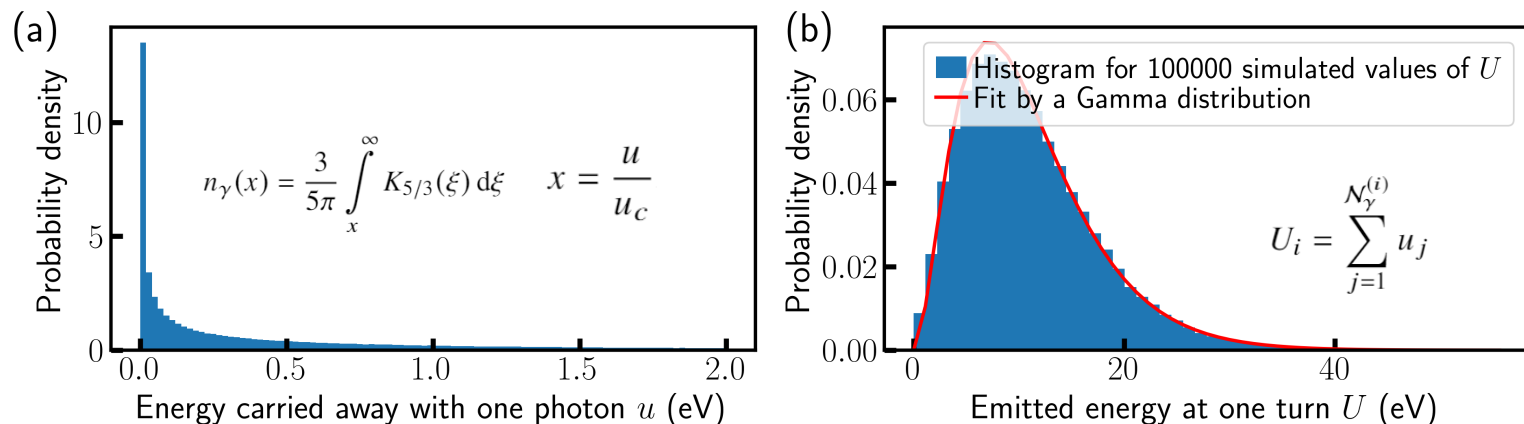 (a)
Probability density
10
5
0
n_γ(x) = 3/5π ∫_x^∞ K_{5/3}(ξ) dξ
x = u/u_c
0.0 0.5 1.0 1.5 2.0
Energy carried away with one photon u (eV)
(b)
Probability density
0.06
0.04
0.02
0.00
Histogram for 100000 simulated values of U
Fit by a Gamma distribution
U_i = ∑_{j=1}^{𝒩_γ^{(i)}} u_j
0 20 40
Emitted energy at one turn U (eV)